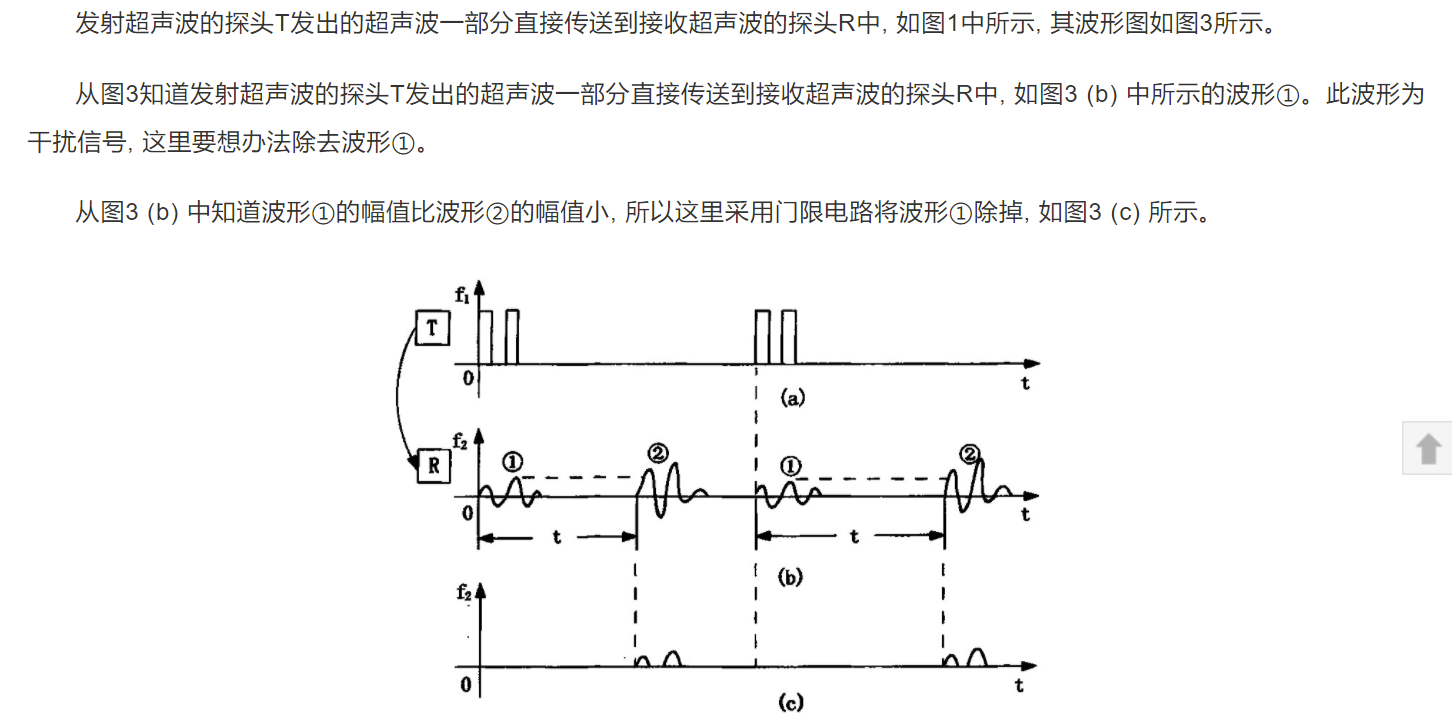 发射超声波的探头T发出的超声波一部分直接传送到接收超声波的探头R中, 如图1中所示, 其波形图如图3所示。
从图3知道发射超声波的探头T发出的超声波一部分直接传送到接收超声波的探头R中, 如图3 (b) 中所示的波形①。此波形为
干扰信号, 这里要想办法除去波形①。
从图3 (b) 中知道波形①的幅值比波形②的幅值小, 所以这里采用门限电路将波形①除掉, 如图3 (c) 所示。
f₁
T
0
t
(a)
f₂
R
①
②
①
②
0
t
t
t
(b)
f₂
0
t
(c)